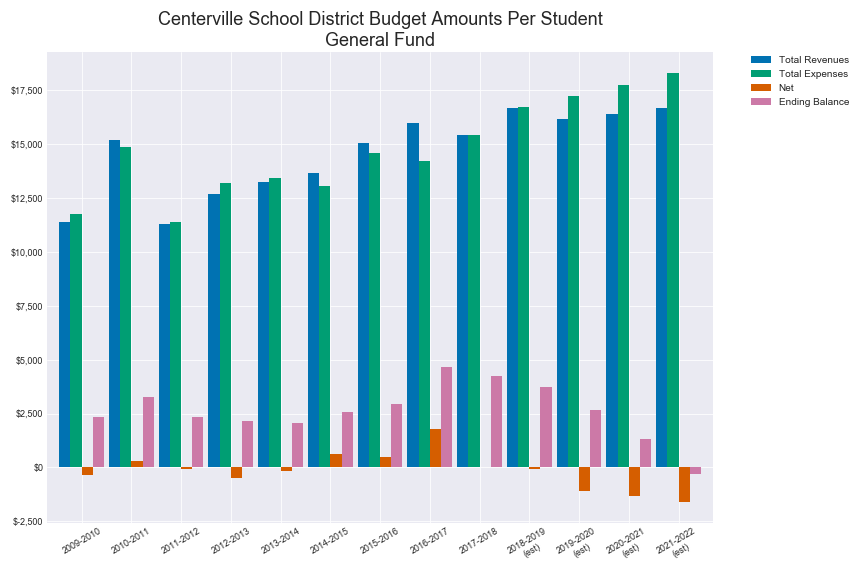 Centerville School District Budget Amounts Per Student
General Fund
Total Revenues
Total Expenses
Net
Ending Balance
$17,500
$15,000
$12,500
$10,000
$7,500
$5,000
$2,500
$0
$-2,500
2009-2010
2010-2011
2011-2012
2012-2013
2013-2014
2014-2015
2015-2016
2016-2017
2017-2018
2018-2019
(est)
2019-2020
(est)
2020-2021
(est)
2021-2022
(est)